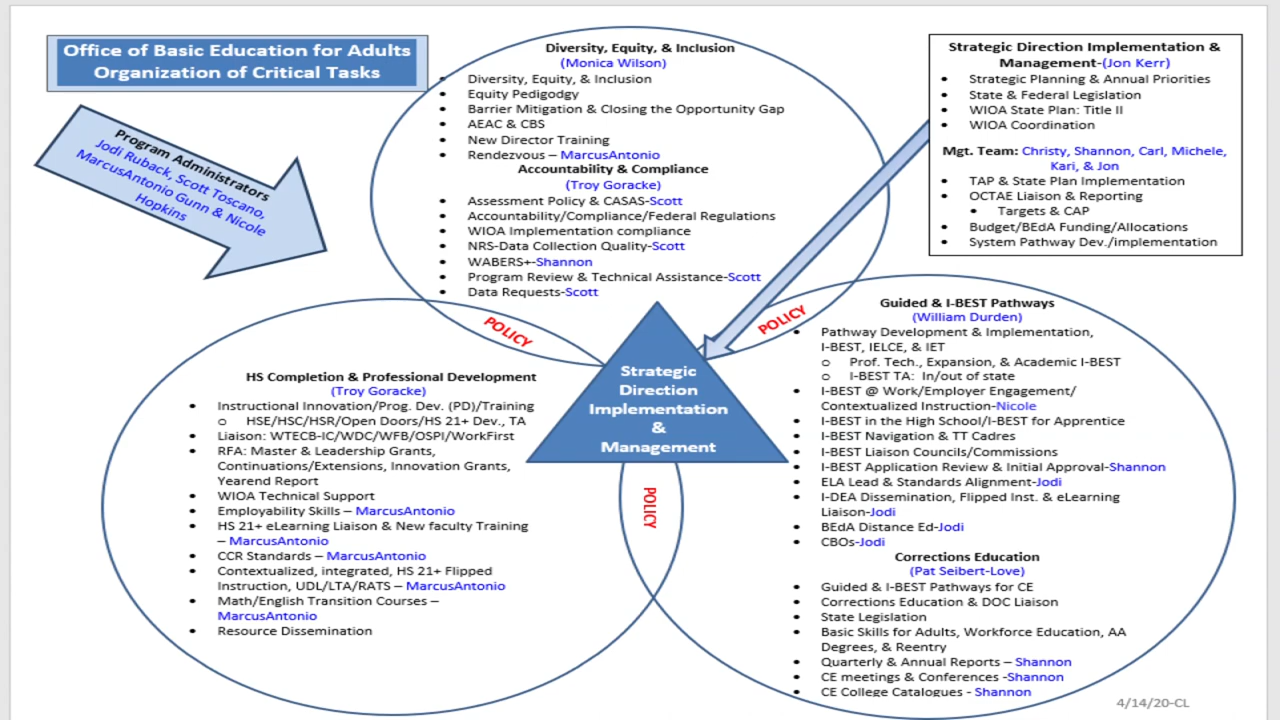 Office of Basic Education for Adults
Organization of Critical Tasks
Program Administrators
Jodi Ruback, Scott Toscano,
MarcusAntonio Gunn & Nicole
Hopkins
Diversity, Equity, & Inclusion
(Monica Wilson)
• Diversity, Equity, & Inclusion
• Equity Pedigodgy
• Barrier Mitigation & Closing the Opportunity Gap
• AEAC & CBS
• New Director Training
• Rendezvous – MarcusAntonio
Accountability & Compliance
(Troy Goracke)
• Assessment Policy & CASAS-Scott
• Accountability/Compliance/Federal Regulations
• WIOA Implementation compliance
• NRS-Data Collection Quality-Scott
• WABERS+-Shannon
• Program Review & Technical Assistance-Scott
• Data Requests-Scott
Strategic Direction Implementation &
Management-(Jon Kerr)
• Strategic Planning & Annual Priorities
• State & Federal Legislation
• WIOA State Plan: Title II
• WIOA Coordination
Mgt. Team: Christy, Shannon, Carl, Michele,
Kari, & Jon
• TAP & State Plan Implementation
• OCTAE Liaison & Reporting
• Targets & CAP
• Budget/BEdA Funding/Allocations
• System Pathway Dev./implementation
POLICY
POLICY
POLICY
Strategic
Direction
Implementation
&
Management
HS Completion & Professional Development
(Troy Goracke)
• Instructional Innovation/Prog. Dev. (PD)/Training
o HSE/HSC/HSR/Open Doors/HS 21+ Dev., TA
• Liaison: WTECB-IC/WDC/WFB/OSPI/WorkFirst
• RFA: Master & Leadership Grants,
Continuations/Extensions, Innovation Grants,
Yearend Report
• WIOA Technical Support
• Employability Skills – MarcusAntonio
• HS 21+ eLearning Liaison & New faculty Training
– MarcusAntonio
• CCR Standards – MarcusAntonio
• Contextualized, integrated, HS 21+ Flipped
Instruction, UDL/LTA/RATS – MarcusAntonio
• Math/English Transition Courses –
MarcusAntonio
• Resource Dissemination
Guided & I-BEST Pathways
(William Durden)
• Pathway Development & Implementation,
I-BEST, IELCE, & IET
o Prof. Tech., Expansion, & Academic I-BEST
o I-BEST TA: In/out of state
• I-BEST @ Work/Employer Engagement/
Contextualized Instruction-Nicole
• I-BEST in the High School/I-BEST for Apprentice
• I-BEST Navigation & TT Cadres
• I-BEST Liaison Councils/Commissions
• I-BEST Application Review & Initial Approval-Shannon
• ELA Lead & Standards Alignment-Jodi
• I-DEA Dissemination, Flipped Inst. & eLearning
Liaison-Jodi
• BEdA Distance Ed-Jodi
• CBOs-Jodi
Corrections Education
(Pat Seibert-Love)
• Guided & I-BEST Pathways for CE
• Corrections Education & DOC Liaison
• State Legislation
• Basic Skills for Adults, Workforce Education, AA
Degrees, & Reentry
• Quarterly & Annual Reports – Shannon
• CE meetings & Conferences -Shannon
• CE College Catalogues - Shannon
4/14/20-CL